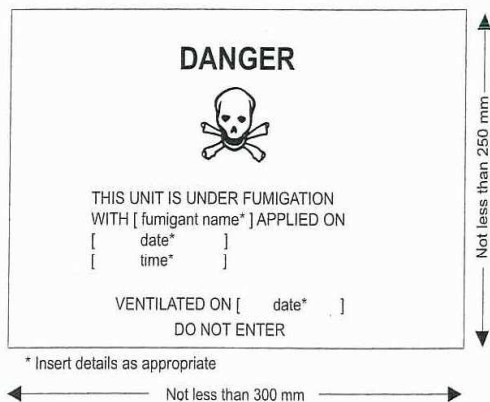 DANGER
THIS UNIT IS UNDER FUMIGATION
WITH [ fumigant name* ] APPLIED ON
[ date* ]
[ time* ]
VENTILATED ON [ date* ]
DO NOT ENTER
Not less than 250 mm
* Insert details as appropriate
Not less than 300 mm